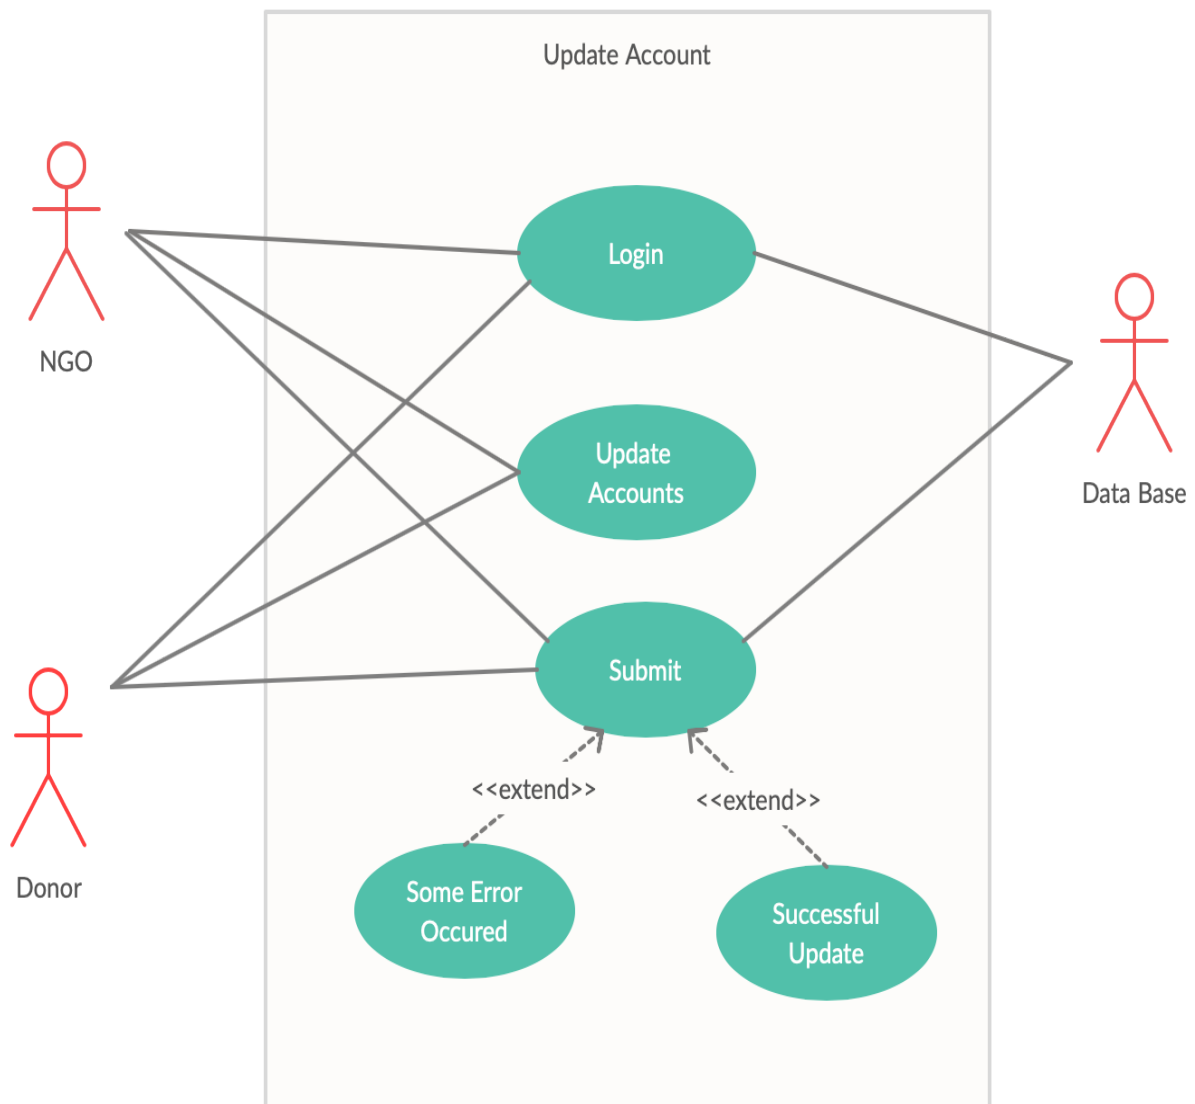 Update Account
Login
NGO
Update
Accounts
Data Base
Submit
<<extend>>
<<extend>>
Some Error
Occured
Donor
Successful
Update